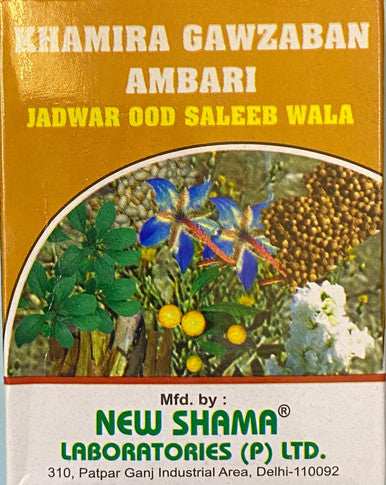 KHAMIRA GAWZABAN
AMBARI
JADWAR OOD SALEEB WALA
Mfd. by :
NEW SHAMA®
LABORATORIES (P) LTD.
310, Patpar Ganj Industrial Area, Delhi-110092